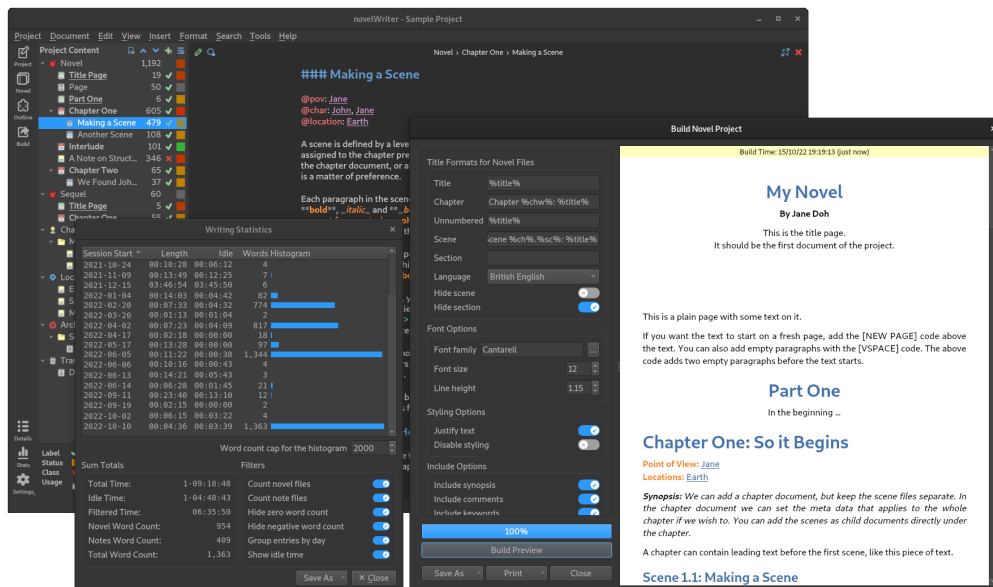 novelWriter - Sample Project
Project Document Edit View Insert Format Search Tools Help
Project Content
Novel › Chapter One › Making a Scene
Project
Novel
Outline
Build
Details
Stats
Settings
Novel 1,192
Title Page 19
Page 50
Part One 6
Chapter One 605
Making a Scene 479
Another Scene 108
Interlude 101
A Note on Struct... 346
Chapter Two 65
We Found Joh... 37
Sequel 60
Title Page 5
Chapter One 55
Label
Status
Class
Usage
### Making a Scene
@pov: Jane
@char: John, Jane
@location: Earth
A scene is defined by a leve
assigned to the chapter pre
the chapter document, or a
is a matter of preference.
Each paragraph in the scen
**bold**, _italic_ and **_b
Writing Statistics
Session Start Length Idle Words Histogram
2021-10-24 00:10:28 00:06:12 4
2021-11-09 00:13:49 00:12:25 7
2021-12-15 03:46:54 03:45:50 6
2022-01-04 00:14:03 00:04:42 82
2022-02-20 00:07:33 00:04:32 774
2022-03-20 00:01:13 00:01:04 2
2022-04-02 00:07:23 00:04:09 817
2022-04-17 00:02:18 00:00:00 18
2022-05-17 00:13:28 00:00:00 97
2022-06-05 00:11:22 00:00:38 1,344
2022-06-06 00:10:16 00:00:43 4
2022-06-13 00:14:21 00:05:43 3
2022-06-14 00:06:28 00:01:45 21
2022-09-11 00:23:40 00:13:10 12
2022-09-19 00:02:15 00:00:00 2
2022-10-02 00:06:15 00:03:22 4
2022-10-10 00:04:36 00:03:39 1,363
Word count cap for the histogram 2000
Sum Totals
Total Time: 1-09:18:48
Idle Time: 1-04:48:43
Filtered Time: 06:35:50
Novel Word Count: 954
Notes Word Count: 409
Total Word Count: 1,363
Filters
Count novel files
Count note files
Hide zero word count
Hide negative word count
Group entries by day
Show idle time
Save As
Close
Build Novel Project
Title Formats for Novel Files
Title %title%
Chapter Chapter %chw%: %title%
Unnumbered %title%
Scene Scene %ch%.%sc%: %title%
Section
Language British English
Hide scene
Hide section
Font Options
Font family Cantarell ...
Font size 12
Line height 1.15
Styling Options
Justify text
Disable styling
Include Options
Include synopsis
Include comments
Include keywords
100%
Build Preview
Save As Print Close
Build Time: 15/10/22 19:19:13 (just now)
My Novel
By Jane Doh
This is the title page.
It should be the first document of the project.
This is a plain page with some text on it.
If you want the text to start on a fresh page, add the [NEW PAGE] code above
the text. You can also add empty paragraphs with the [VSPACE] code. The above
code adds two empty paragraphs before the text starts.
Part One
In the beginning ...
Chapter One: So it Begins
Point of View: Jane
Locations: Earth
Synopsis: We can add a chapter document, but keep the scene files separate. In
the chapter document we can set the meta data that applies to the whole
chapter if we wish to. You can add the scenes as child documents directly under
the chapter.
A chapter can contain leading text before the first scene, like this piece of text.
Scene 1.1: Making a Scene